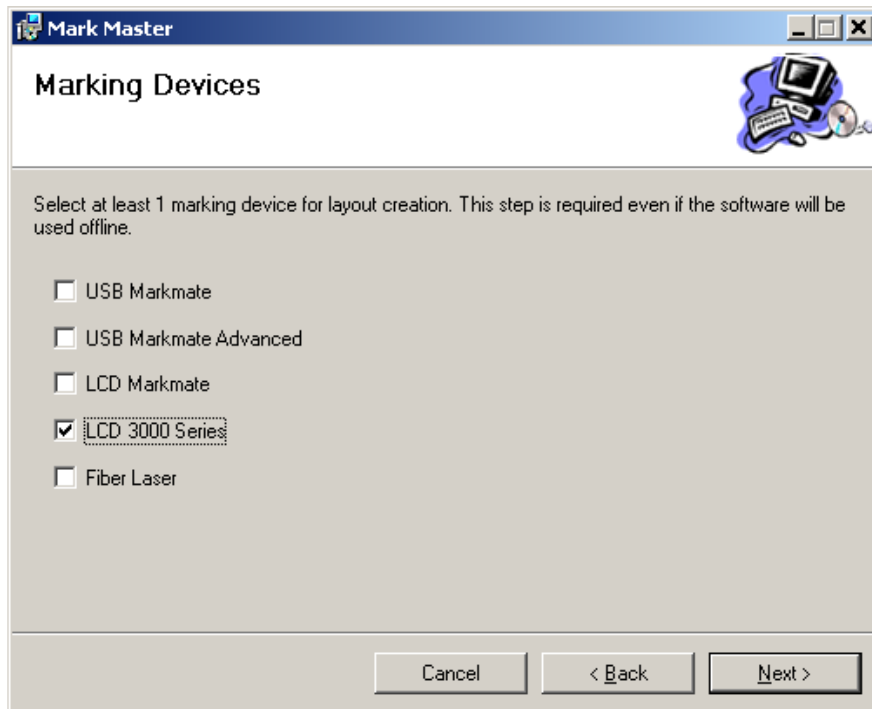 Mark Master
Marking Devices
Select at least 1 marking device for layout creation. This step is required even if the software will be
used offline.
USB Markmate
USB Markmate Advanced
LCD Markmate
LCD 3000 Series
Fiber Laser
Cancel
< Back
Next >